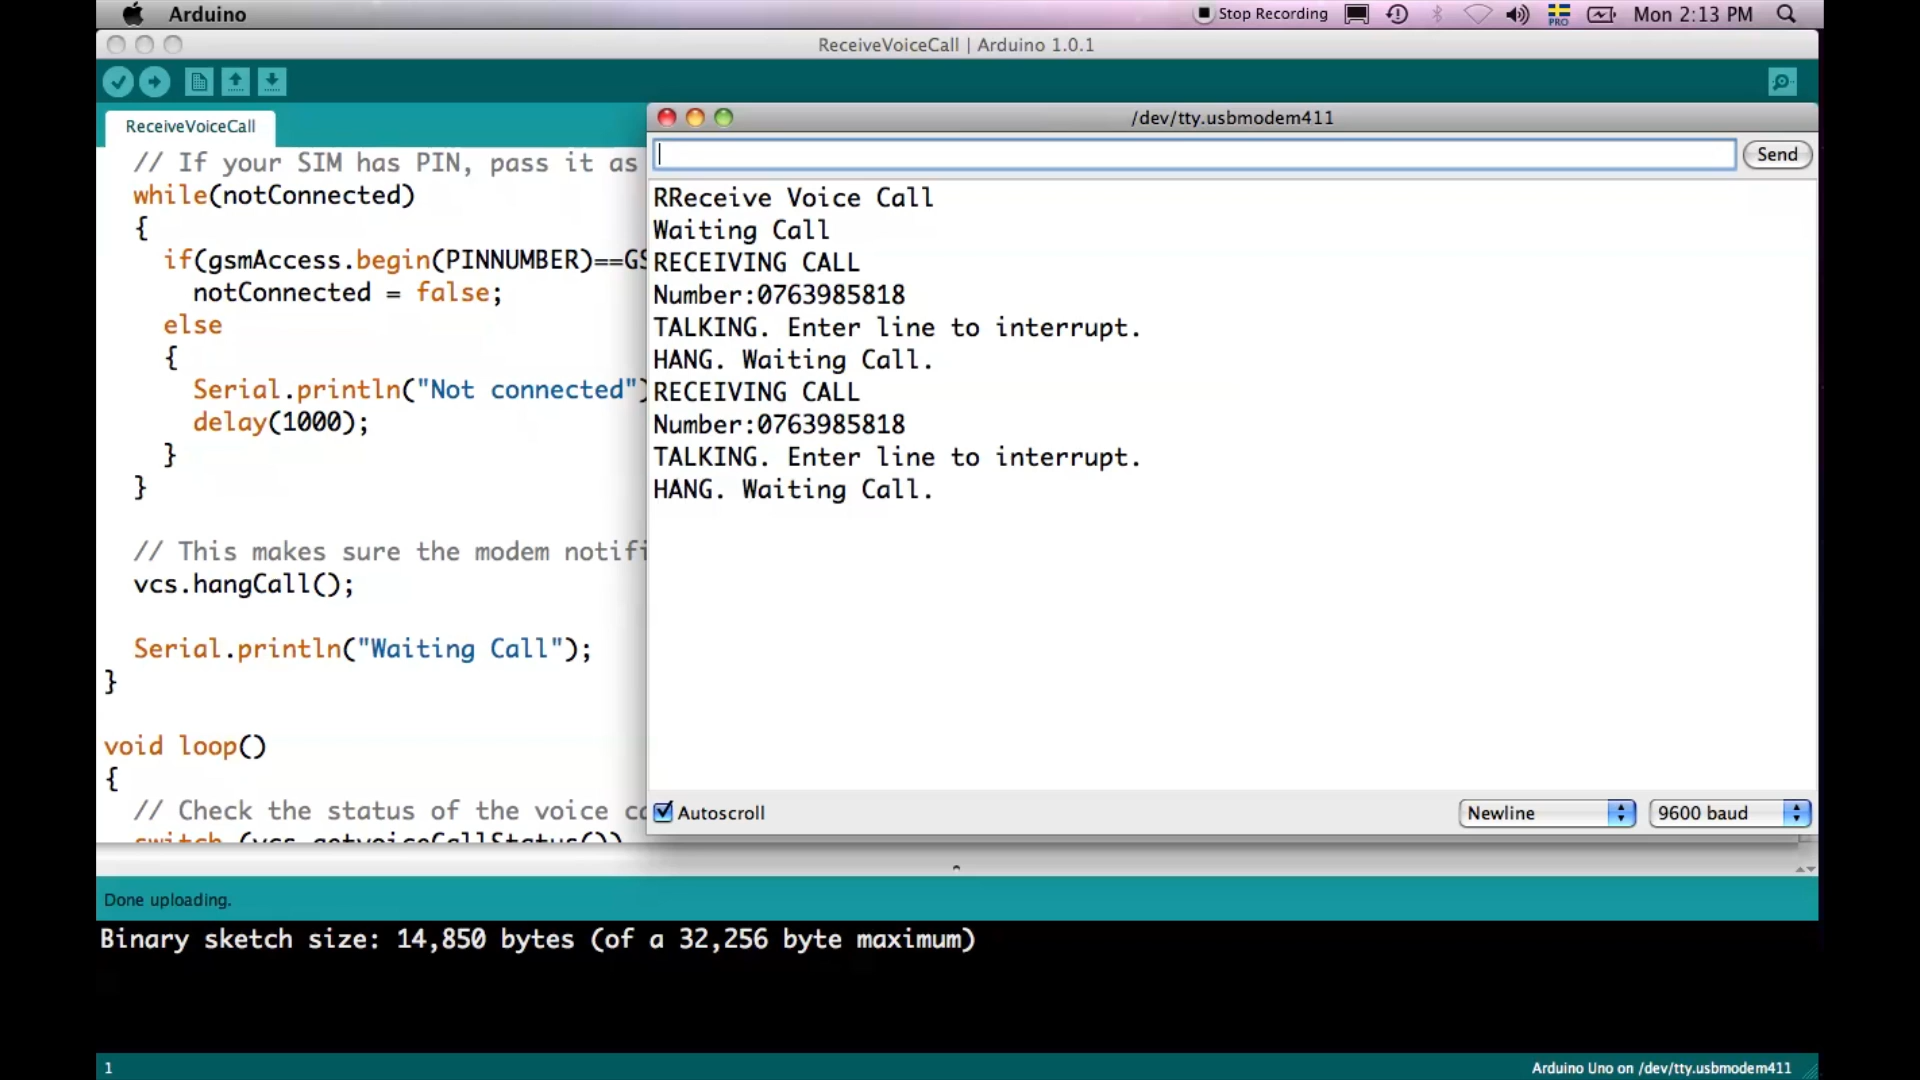 Arduino
Stop Recording
PRO
Mon 2:13 PM
ReceiveVoiceCall | Arduino 1.0.1
ReceiveVoiceCall
// If your SIM has PIN, pass it as
while(notConnected)
{
if(gsmAccess.begin(PINNUMBER)==GS
notConnected = false;
else
{
Serial.println("Not connected")
delay(1000);
}
}
// This makes sure the modem notifi
vcs.hangCall();
Serial.println("Waiting Call");
}
void loop()
{
// Check the status of the voice ca
switch (vcs.getvoiceCallStatus())
/dev/tty.usbmodem411
Send
RReceive Voice Call
Waiting Call
RECEIVING CALL
Number:0763985818
TALKING. Enter line to interrupt.
HANG. Waiting Call.
RECEIVING CALL
Number:0763985818
TALKING. Enter line to interrupt.
HANG. Waiting Call.
Autoscroll
Newline
9600 baud
Done uploading.
Binary sketch size: 14,850 bytes (of a 32,256 byte maximum)
1
Arduino Uno on /dev/tty.usbmodem411